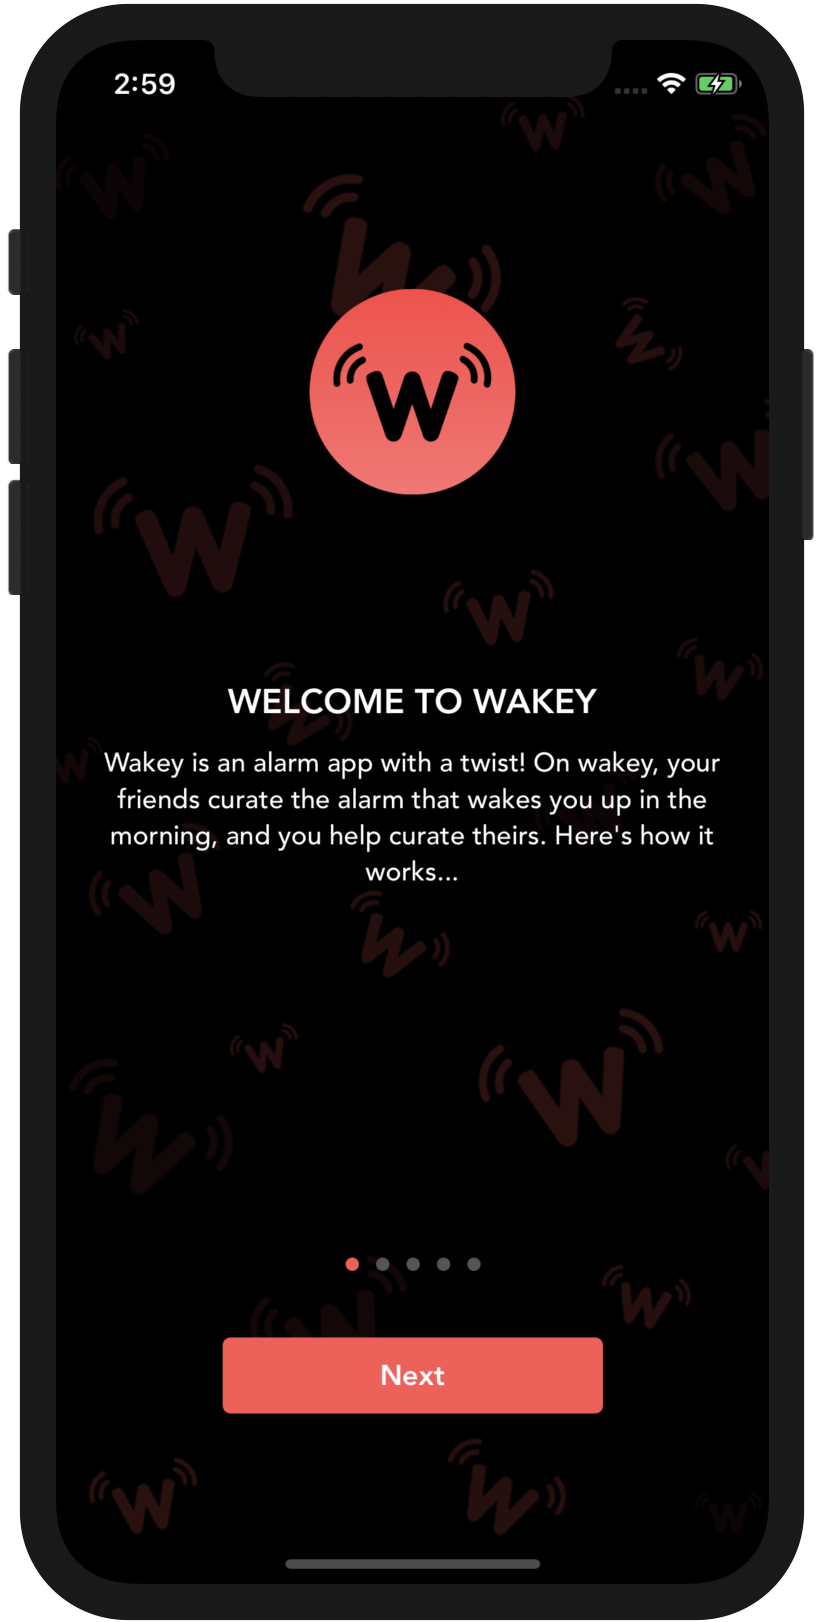 2:59
W
WELCOME TO WAKEY
Wakey is an alarm app with a twist! On wakey, your
friends curate the alarm that wakes you up in the
morning, and you help curate theirs. Here's how it
works...
Next